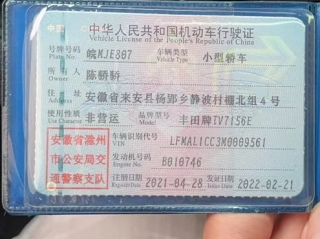 中华人民共和国机动车行驶证
Vehicle License of the People's Republic of China
号牌号码 皖MJE807 车辆类型 小型轿车
Plate No. Vehicle Type
所有人 陈骄骄
Owner
住址 安徽省来安县杨郢乡静波村棚北组4号
Address
使用性质 非营运 品牌型号 丰田牌TV7156E
Use Character Model
安徽省滁州
市公安局交
通警察支队
车辆识别代号 LFMAL1CC3M0009561
VIN
发动机号码 B010746
Engine No.
注册日期 2021-04-28 发证日期 2022-02-21
Register Date Issue Date